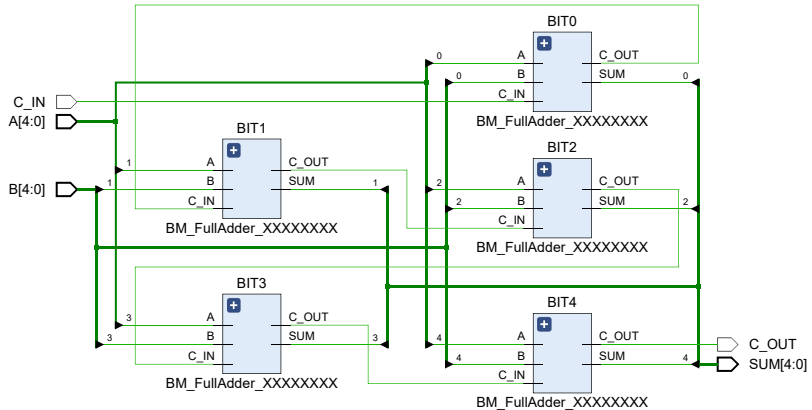 BIT0
0 A C_OUT
0 B SUM 0
C_IN
BM_FullAdder_XXXXXXXX
C_IN
A[4:0]
B[4:0]
BIT1
1 A C_OUT
1 B SUM 1
C_IN
BM_FullAdder_XXXXXXXX
BIT2
2 A C_OUT
2 B SUM 2
C_IN
BM_FullAdder_XXXXXXXX
BIT3
3 A C_OUT
3 B SUM 3
C_IN
BM_FullAdder_XXXXXXXX
BIT4
4 A C_OUT
4 B SUM 4
C_IN
BM_FullAdder_XXXXXXXX
C_OUT
SUM[4:0]